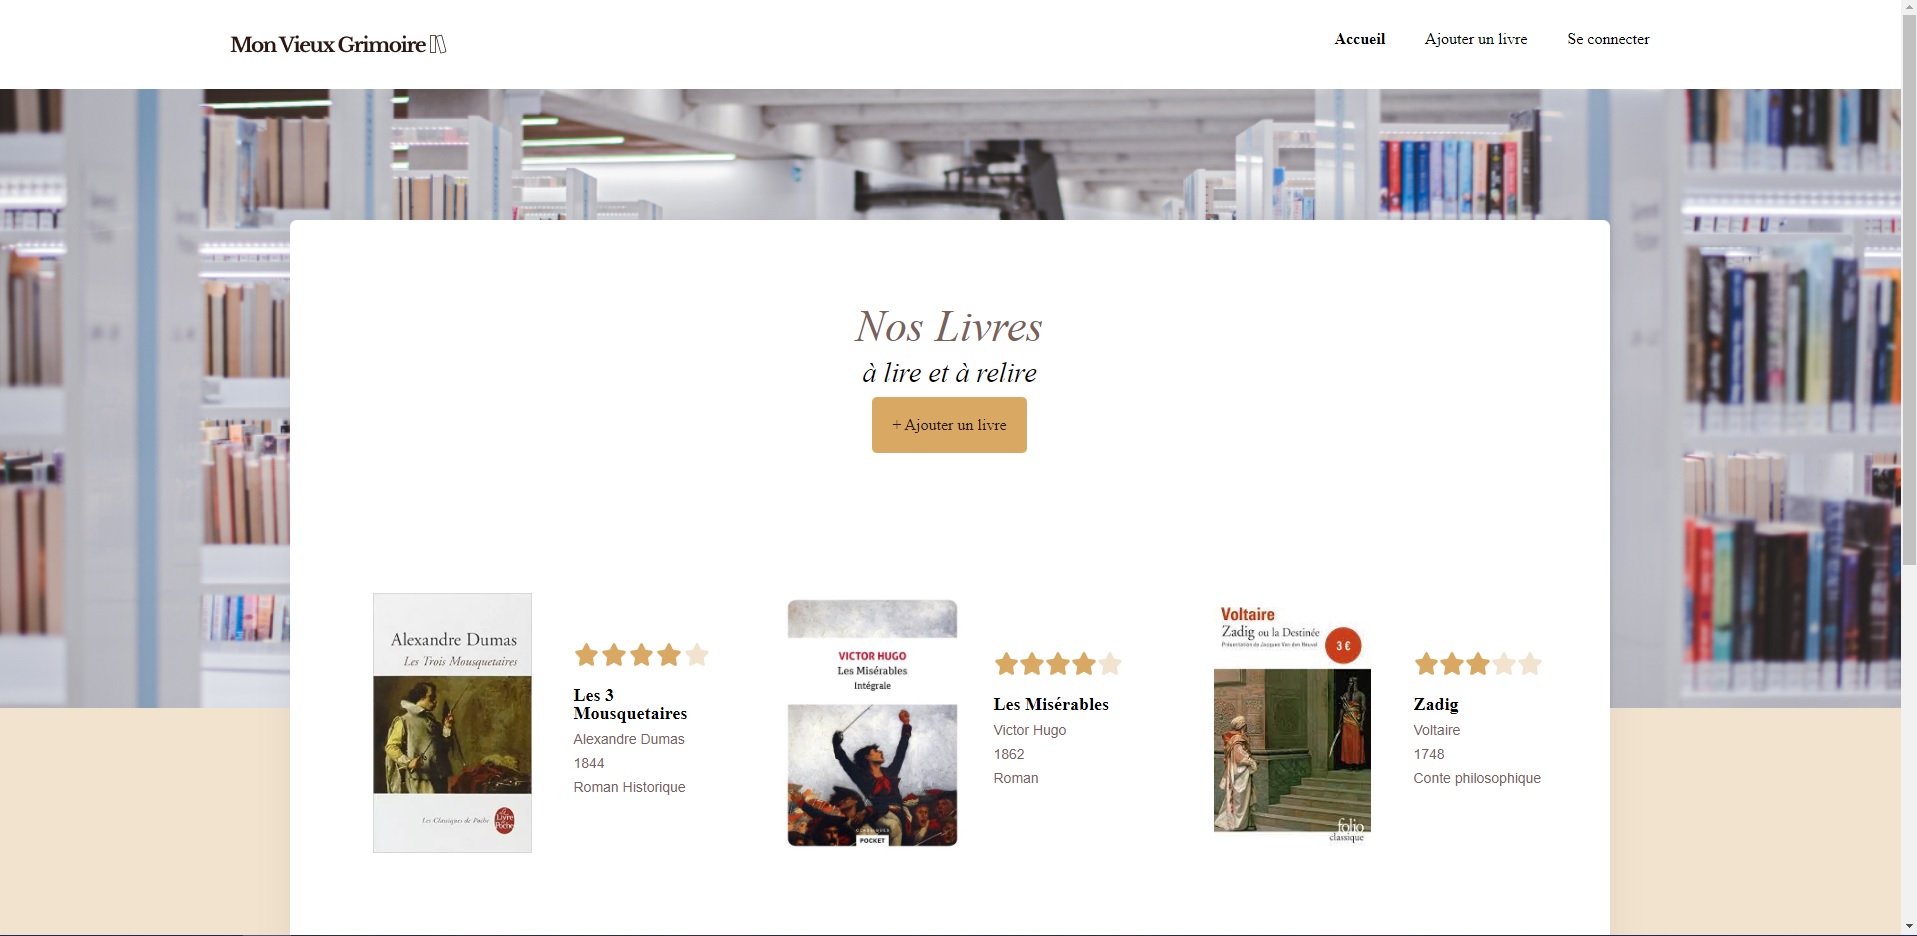 Mon Vieux Grimoire
Accueil
Ajouter un livre
Se connecter
Nos Livres
à lire et à relire
+ Ajouter un livre
Alexandre Dumas
Les Trois Mousquetaires
Les Classiques de Poche
Le Livre de Poche
Les 3
Mousquetaires
Alexandre Dumas
1844
Roman Historique
VICTOR HUGO
Les Misérables
Intégrale
CLASSIQUES
POCKET
Les Misérables
Victor Hugo
1862
Roman
Voltaire
Zadig ou la Destinée
Présentation de Jacques Van den Heuvel
3 €
folio
classique
Zadig
Voltaire
1748
Conte philosophique